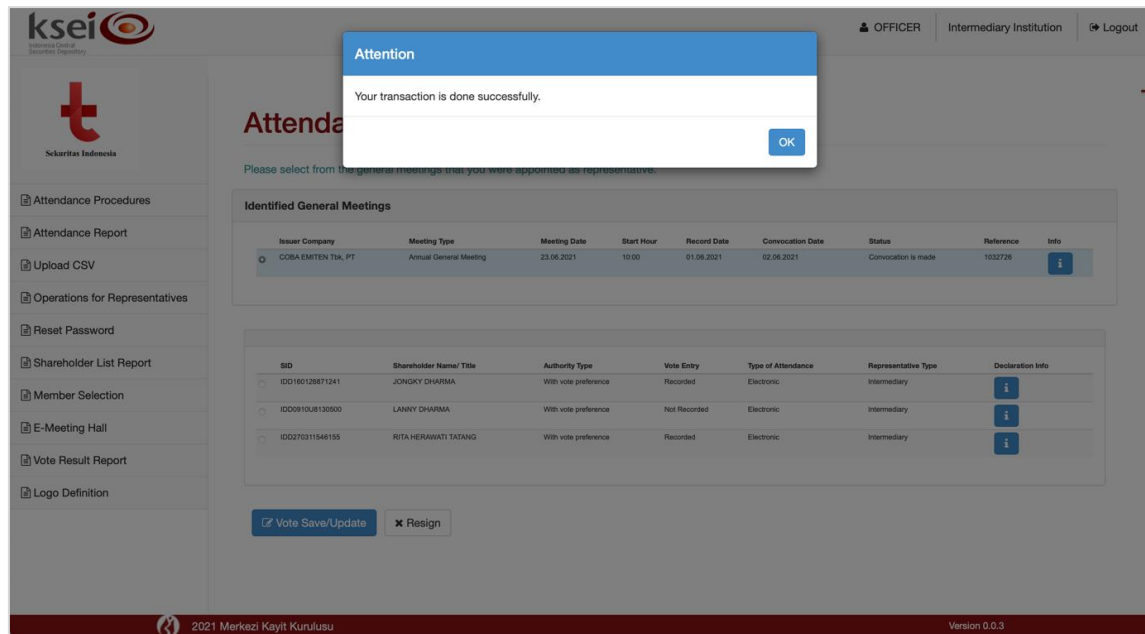 ksei
Indonesia Central
Securities Depository
OFFICER
Intermediary Institution
Logout
Attention
Your transaction is done successfully.
OK
Sekuritas Indonesia
Attendance Procedures
Attendance Report
Upload CSV
Operations for Representatives
Reset Password
Shareholder List Report
Member Selection
E-Meeting Hall
Vote Result Report
Logo Definition
Attenda
Please select from the general meetings that you were appointed as representative.
Identified General Meetings
Issuer Company Meeting Type Meeting Date Start Hour Record Date Convocation Date Status Reference Info
COBA EMITEN Tbk, PT Annual General Meeting 23.06.2021 10:00 01.06.2021 02.06.2021 Convocation is made 1032726 i
SID Shareholder Name/ Title Authority Type Vote Entry Type of Attendance Representative Type Declaration Info
IDD160126871241 JONGKY DHARMA With vote preference Recorded Electronic Intermediary i
IDD0910U8130500 LANNY DHARMA With vote preference Not Recorded Electronic Intermediary i
IDD270311546155 RITA HERAWATI TATANG With vote preference Recorded Electronic Intermediary i
Vote Save/Update
Resign
2021 Merkezi Kayit Kurulusu
Version 0.0.3